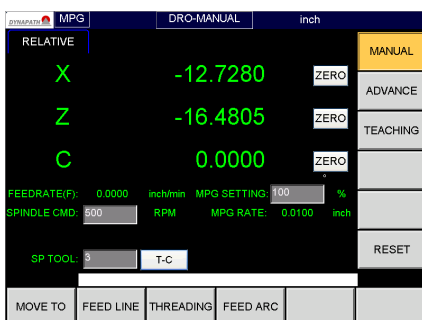 DYNAPATH MPG DRO-MANUAL inch
RELATIVE
MANUAL
X -12.7280 ZERO
ADVANCE
Z -16.4805 ZERO
TEACHING
C 0.0000 ZERO
°
FEEDRATE(F): 0.0000 inch/min MPG SETTING: 100 %
SPINDLE CMD: 500 RPM MPG RATE: 0.0100 inch
RESET
SP TOOL: 3 T-C
MOVE TO FEED LINE THREADING FEED ARC